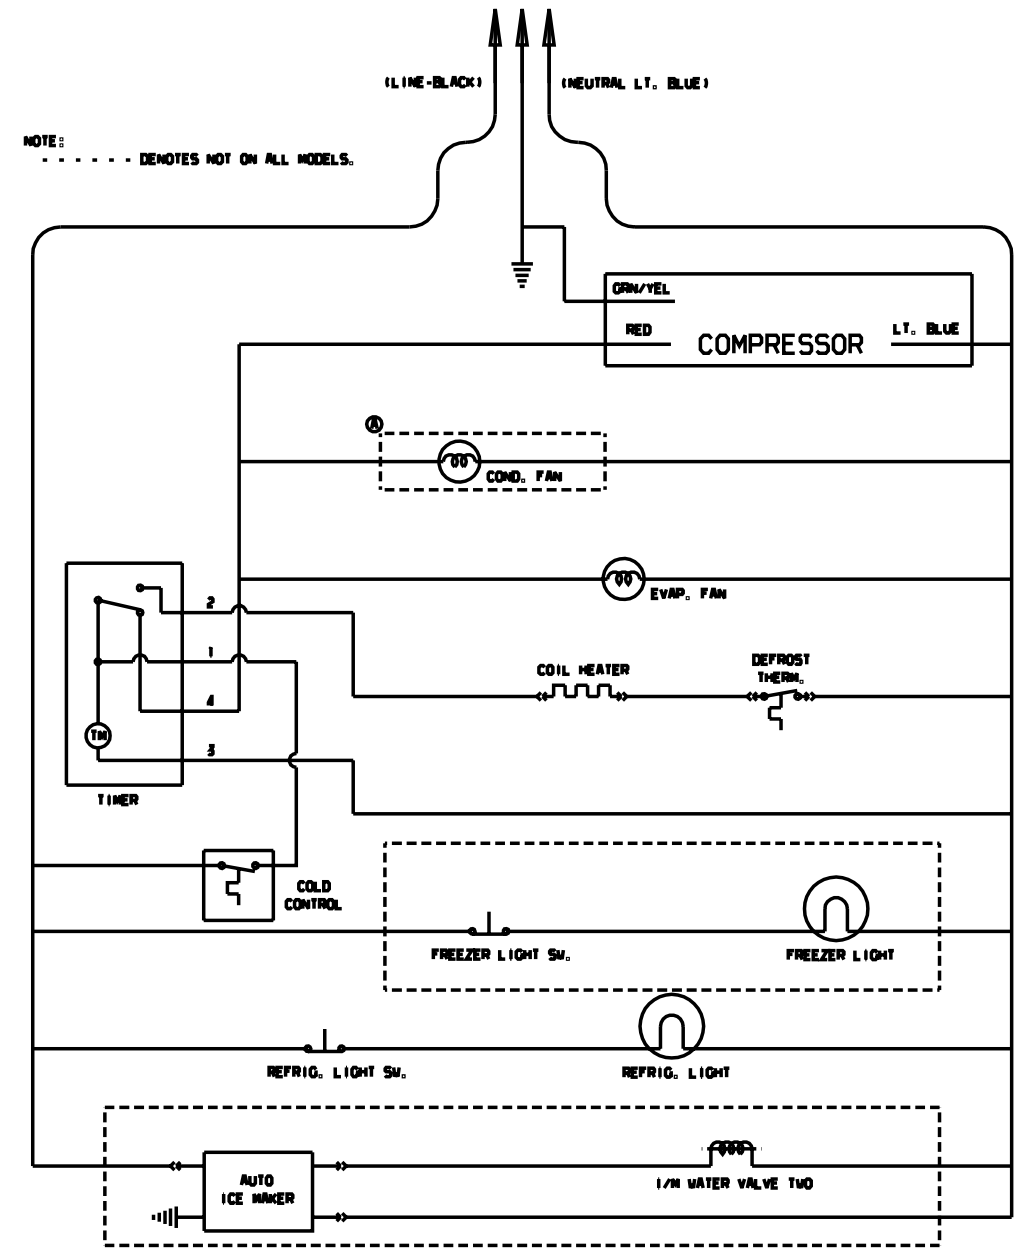 (LINE-BLACK)
(NEUTRAL LT. BLUE)
NOTE:
- - - - - - DENOTES NOT ON ALL MODELS.
GRN/YEL
RED
COMPRESSOR
LT. BLUE
A
COND. FAN
EVAP. FAN
2
1
4
3
TM
TIMER
COIL HEATER
DEFROST
THERM.
COLD
CONTROL
FREEZER LIGHT SW.
FREEZER LIGHT
REFRIG. LIGHT SW.
REFRIG. LIGHT
AUTO
ICE MAKER
I/M WATER VALVE TWO